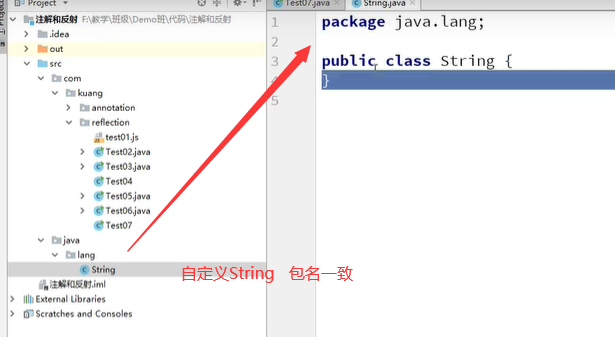 Project
Test07.java
String.java
注解和反射 F:\教学\班级\Demo班\代码\注解和反射
.idea
out
src
com
kuang
annotation
reflection
test01.js
Test02.java
Test03.java
Test04
Test05.java
Test06.java
Test07
java
lang
String
注解和反射.iml
External Libraries
Scratches and Consoles
1 package java.lang;
2
3 public class String {
4 }
5
自定义String 包名一致